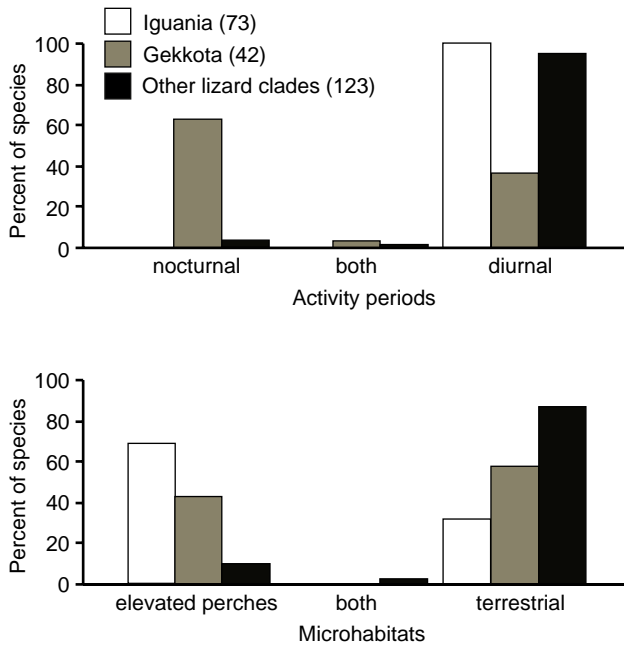 Iguania (73)
Gekkota (42)
Other lizard clades (123)
Percent of species
100
80
60
40
20
0
nocturnal both diurnal
Activity periods
Percent of species
100
80
60
40
20
0
elevated perches both terrestrial
Microhabitats